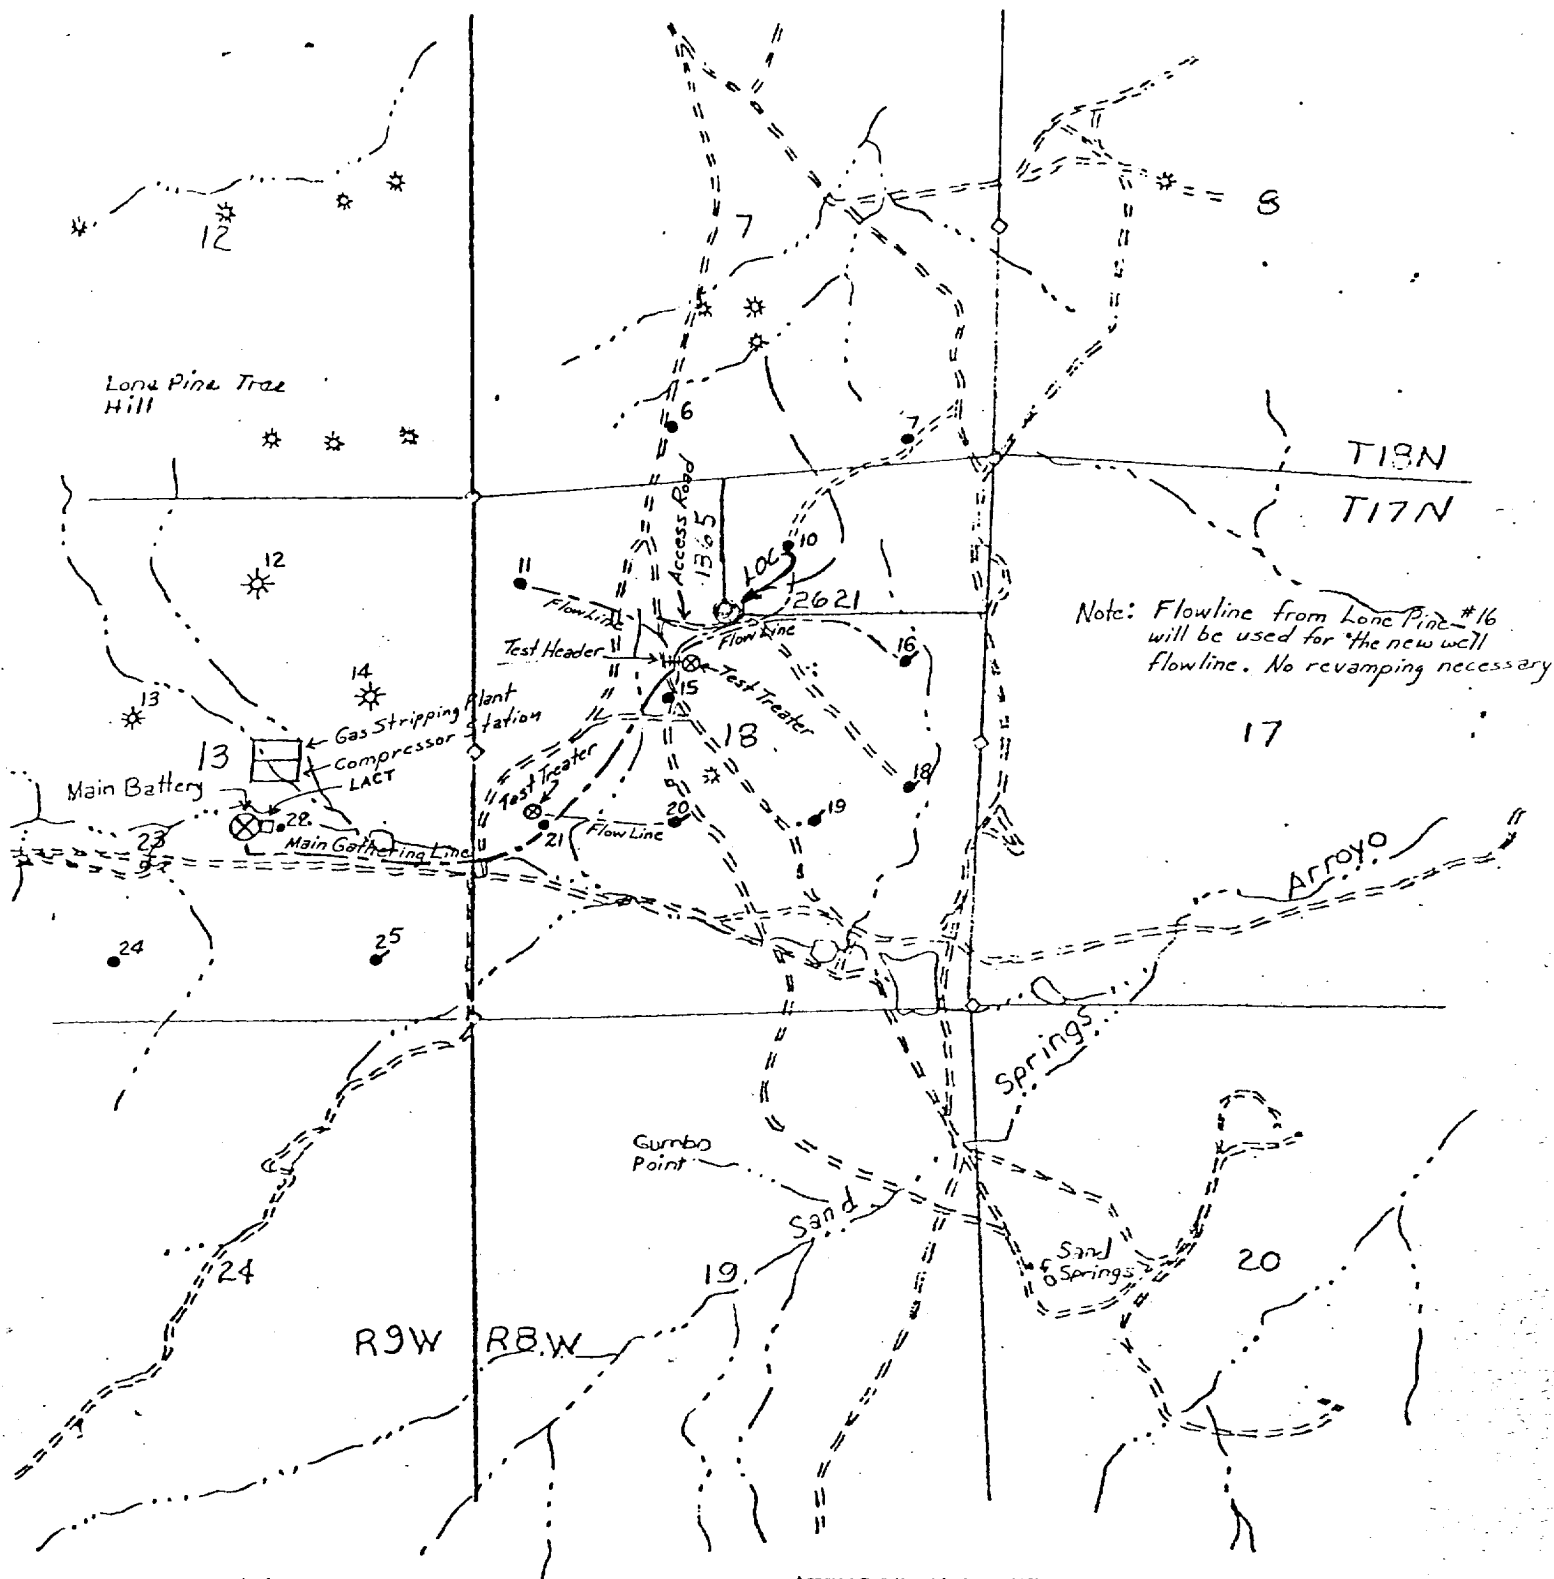 7
8
12
Lone Pine Tree
Hill
6
7
T18N
T17N
Access Road
1365
10
LOC
11
12
2621
Flow Line
Flow Line
Note: Flowline from Lone Pine #16
will be used for the new well
flowline. No revamping necessary
Test Header
16
Test Treater
15
14
13
Gas Stripping Plant
Compressor Station
LACT
13
18
17
Main Battery
Test Treater
18
22
20
19
21
Flow Line
23
Main Gathering Line
Arroyo
24
25
Springs
Gumbo
Point
Sand
Sand
Springs
24
19
20
R9W
R8W